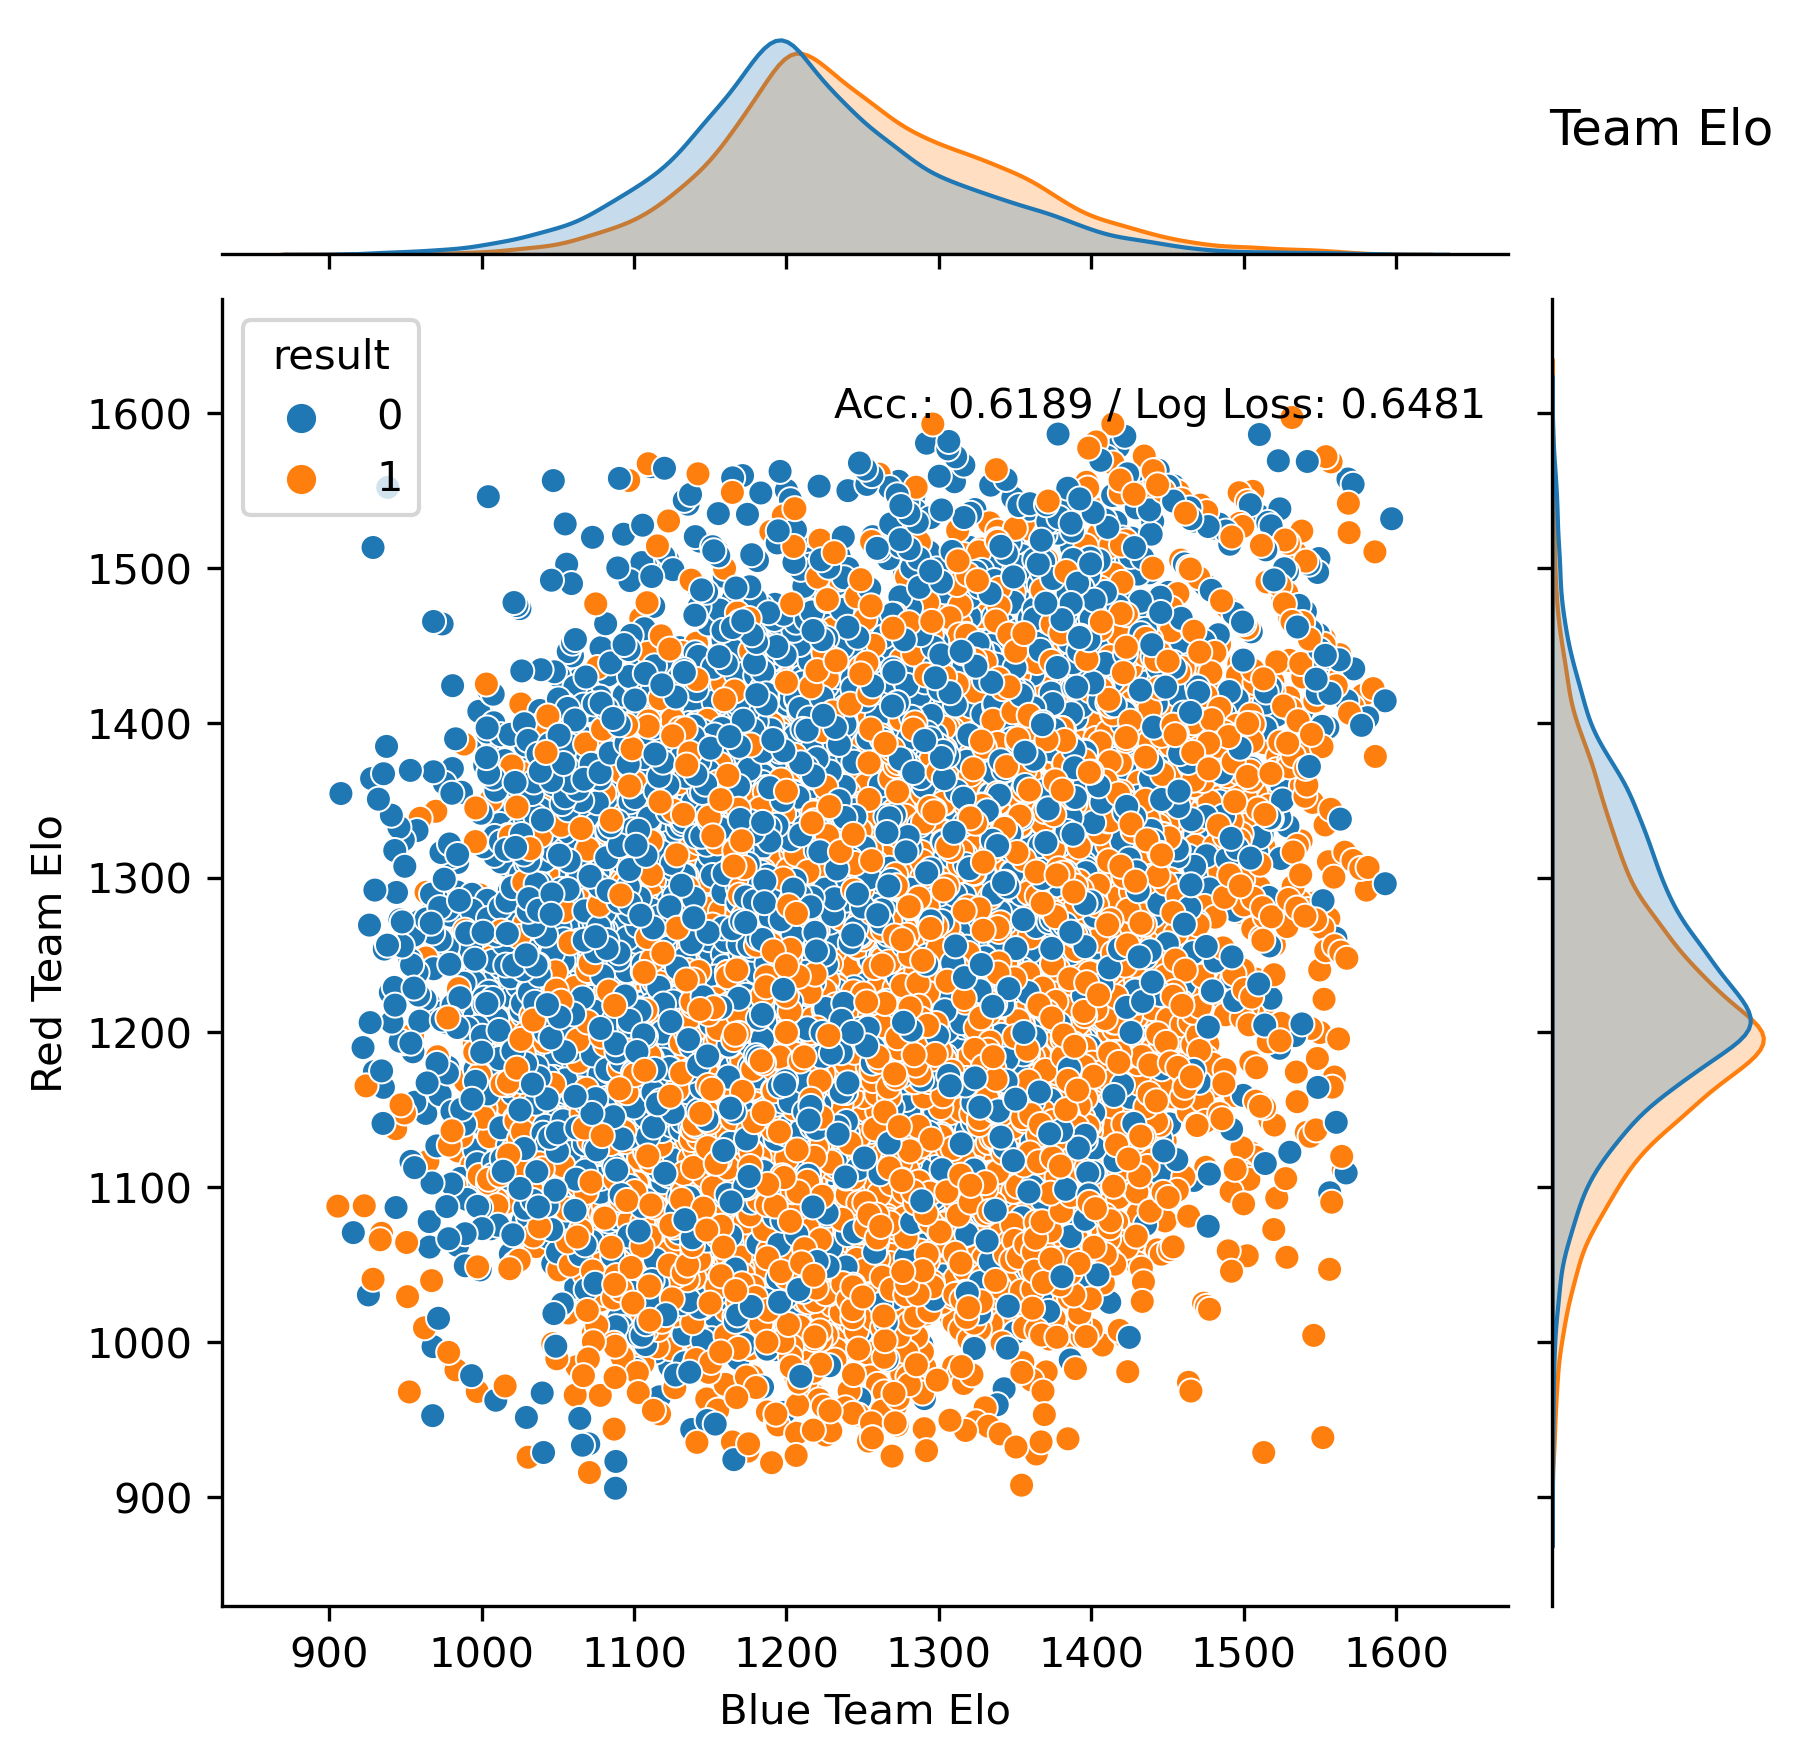 Team Elo
result
0
1
Acc.: 0.6189 / Log Loss: 0.6481
1600
1500
1400
1300
1200
1100
1000
900
Red Team Elo
900 1000 1100 1200 1300 1400 1500 1600
Blue Team Elo